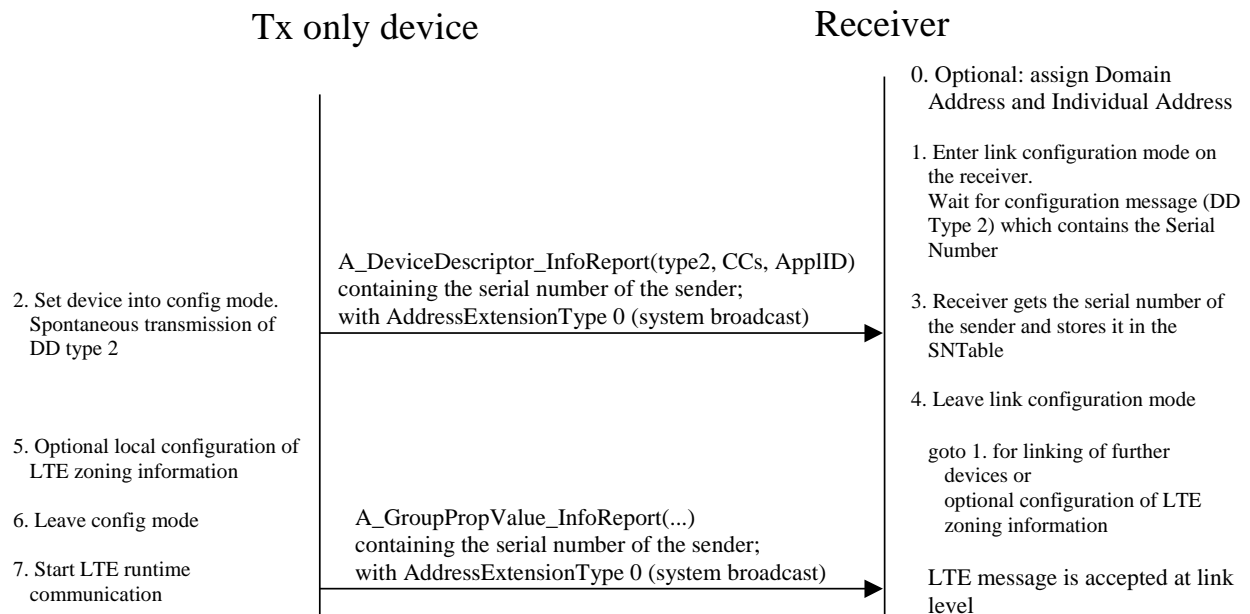 Tx only device
Receiver
0. Optional: assign Domain
Address and Individual Address
1. Enter link configuration mode on
the receiver.
Wait for configuration message (DD
Type 2) which contains the Serial
Number
A_DeviceDescriptor_InfoReport(type2, CCs, ApplID)
containing the serial number of the sender;
with AddressExtensionType 0 (system broadcast)
2. Set device into config mode.
Spontaneous transmission of
DD type 2
3. Receiver gets the serial number of
the sender and stores it in the
SNTable
4. Leave link configuration mode
5. Optional local configuration of
LTE zoning information
goto 1. for linking of further
devices or
optional configuration of LTE
zoning information
6. Leave config mode
A_GroupPropValue_InfoReport(...)
containing the serial number of the sender;
with AddressExtensionType 0 (system broadcast)
7. Start LTE runtime
communication
LTE message is accepted at link
level